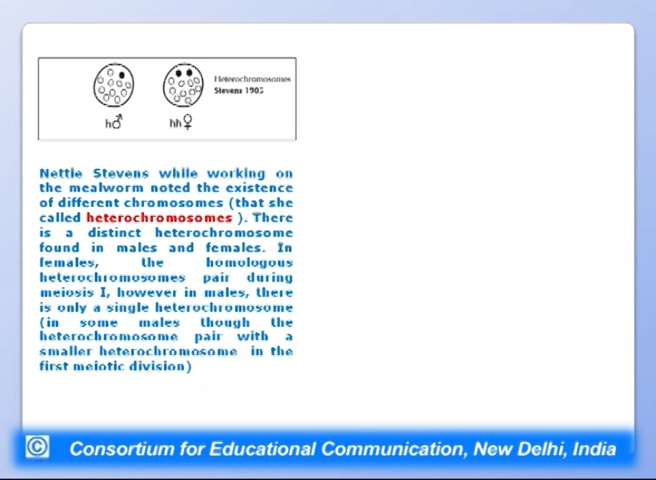 Heterochromosomes
Stevens 1905
h♂ hh♀
Nettie Stevens while working on
the mealworm noted the existence
of different chromosomes (that she
called heterochromosomes ). There
is a distinct heterochromosome
found in males and females. In
females, the homologous
heterochromosomes pair during
meiosis I, however in males, there
is only a single heterochromosome
(in some males though the
heterochromosome pair with a
smaller heterochromosome in the
first meiotic division)
© Consortium for Educational Communication, New Delhi, India